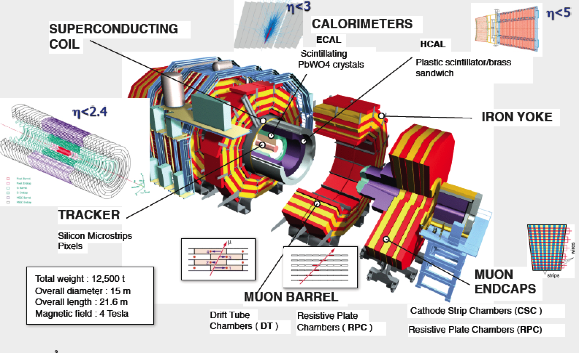 SUPERCONDUCTING
COIL
η<3
CALORIMETERS
ECAL
Scintillating
PbWO4 crystals
HCAL
Plastic scintillator/brass
sandwich
η<5
IRON YOKE
η<2.4
TRACKER
Silicon Microstrips
Pixels
Total weight : 12,500 t
Overall diameter : 15 m
Overall length : 21.6 m
Magnetic field : 4 Tesla
μ
MUON BARREL
Drift Tube
Chambers ( DT )
Resistive Plate
Chambers ( RPC )
MUON
ENDCAPS
Cathode Strip Chambers (CSC )
Resistive Plate Chambers (RPC)
strips